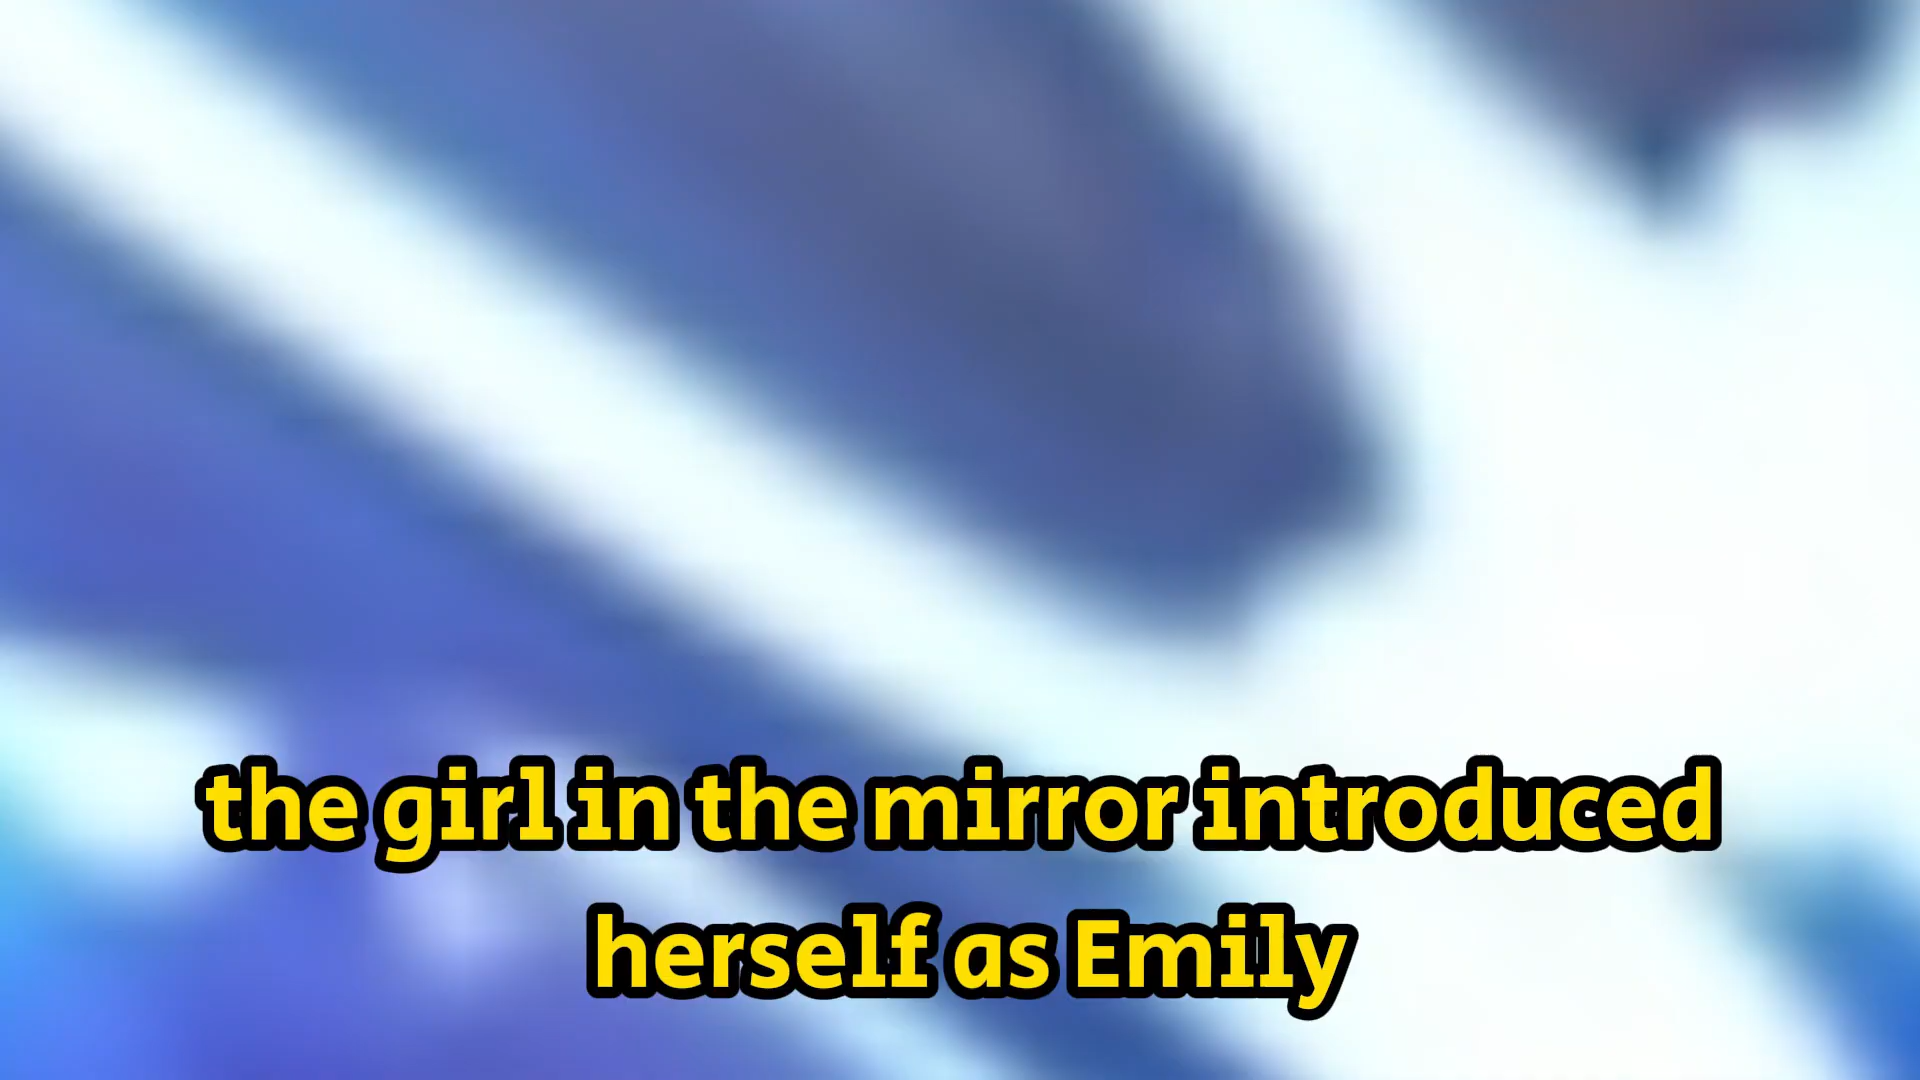 the girl in the mirror introduced
herself as Emily